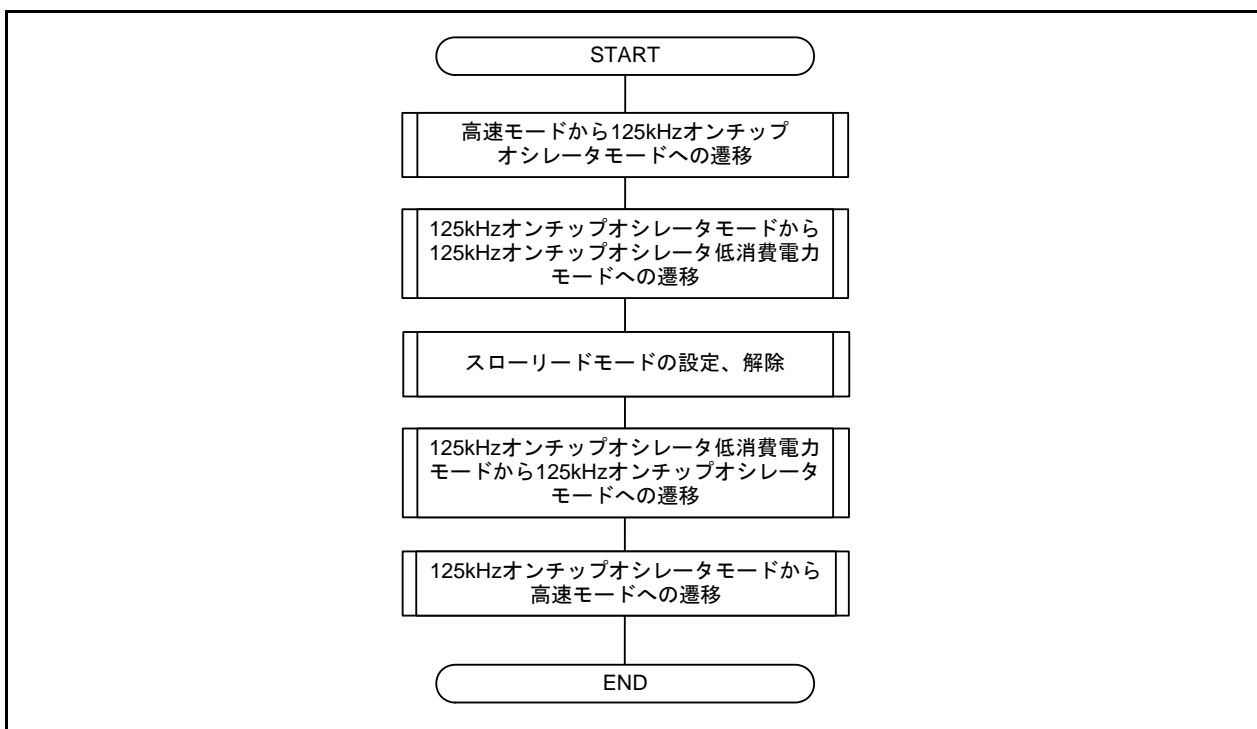 START
高速モードから125kHzオンチップ
オシレータモードへの遷移
125kHzオンチップオシレータモードから
125kHzオンチップオシレータ低消費電力
モードへの遷移
スローリードモードの設定、解除
125kHzオンチップオシレータ低消費電力
モードから125kHzオンチップオシレータ
モードへの遷移
125kHzオンチップオシレータモードから
高速モードへの遷移
END